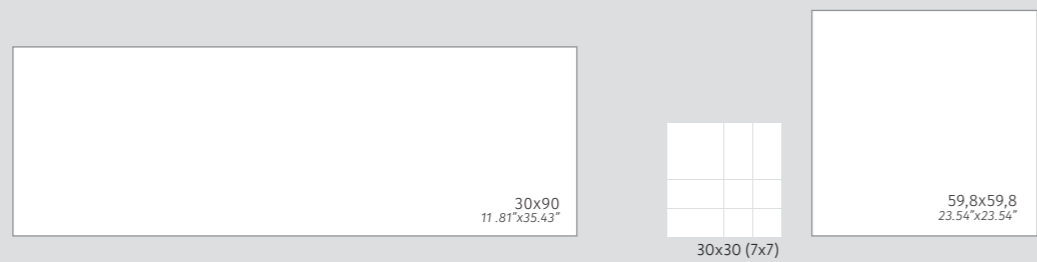 30x90
11 .81"x35.43"
30x30 (7x7)
59,8x59,8
23.54"x23.54"